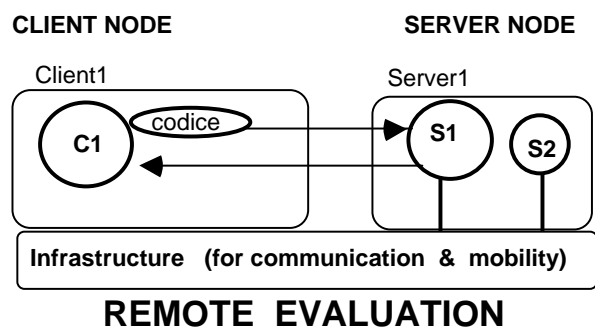 CLIENT NODE
SERVER NODE
Client1
Server1
codice
C1
S1
S2
Infrastructure (for communication & mobility)
REMOTE EVALUATION